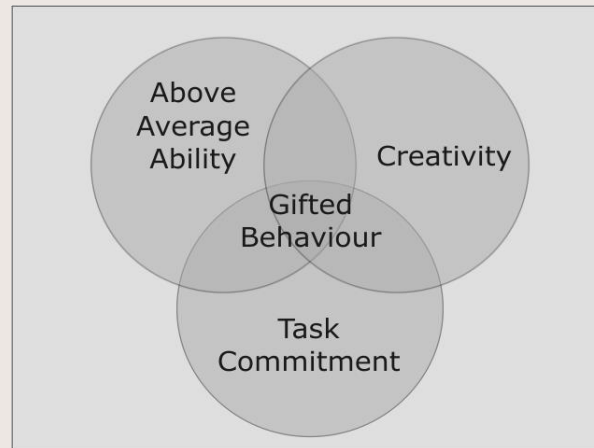 Above
Average
Ability
Creativity
Gifted
Behaviour
Task
Commitment